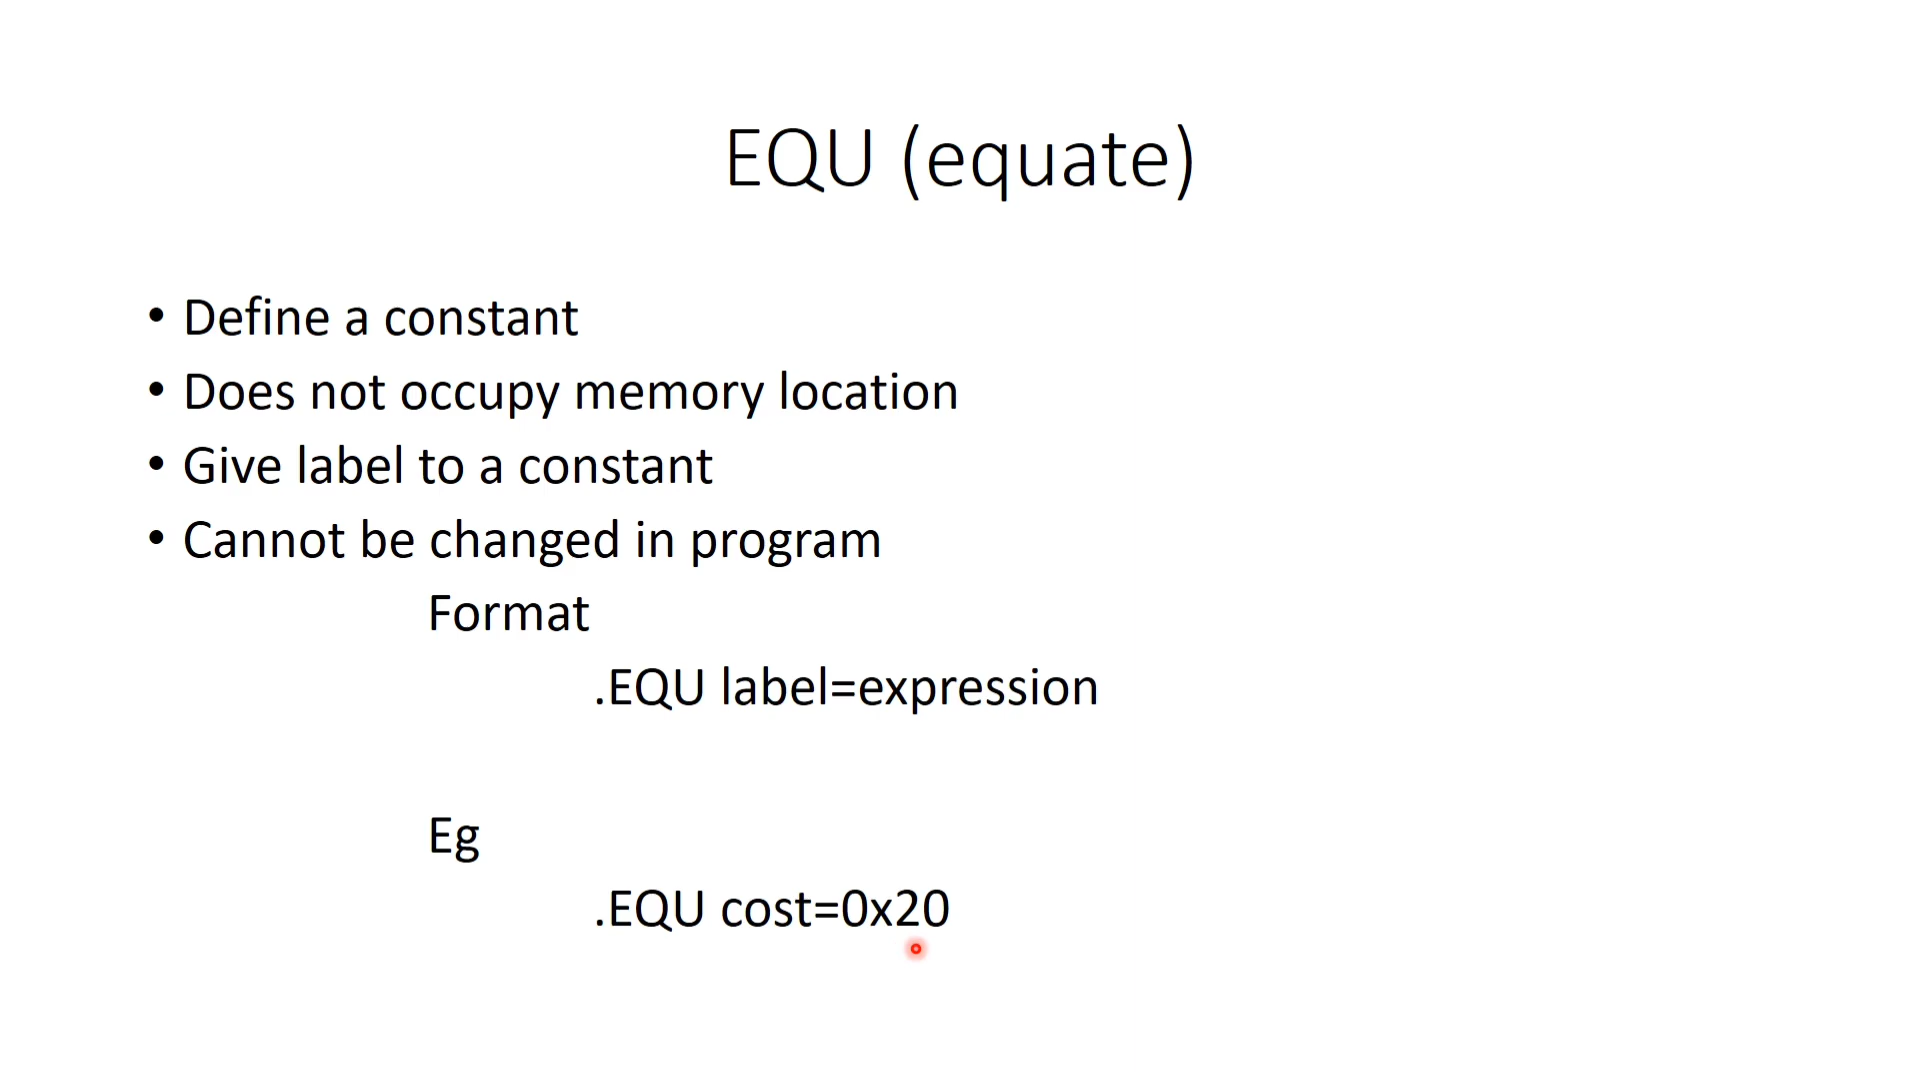 EQU (equate)
• Define a constant
• Does not occupy memory location
• Give label to a constant
• Cannot be changed in program
Format
.EQU label=expression
Eg
.EQU cost=0x20